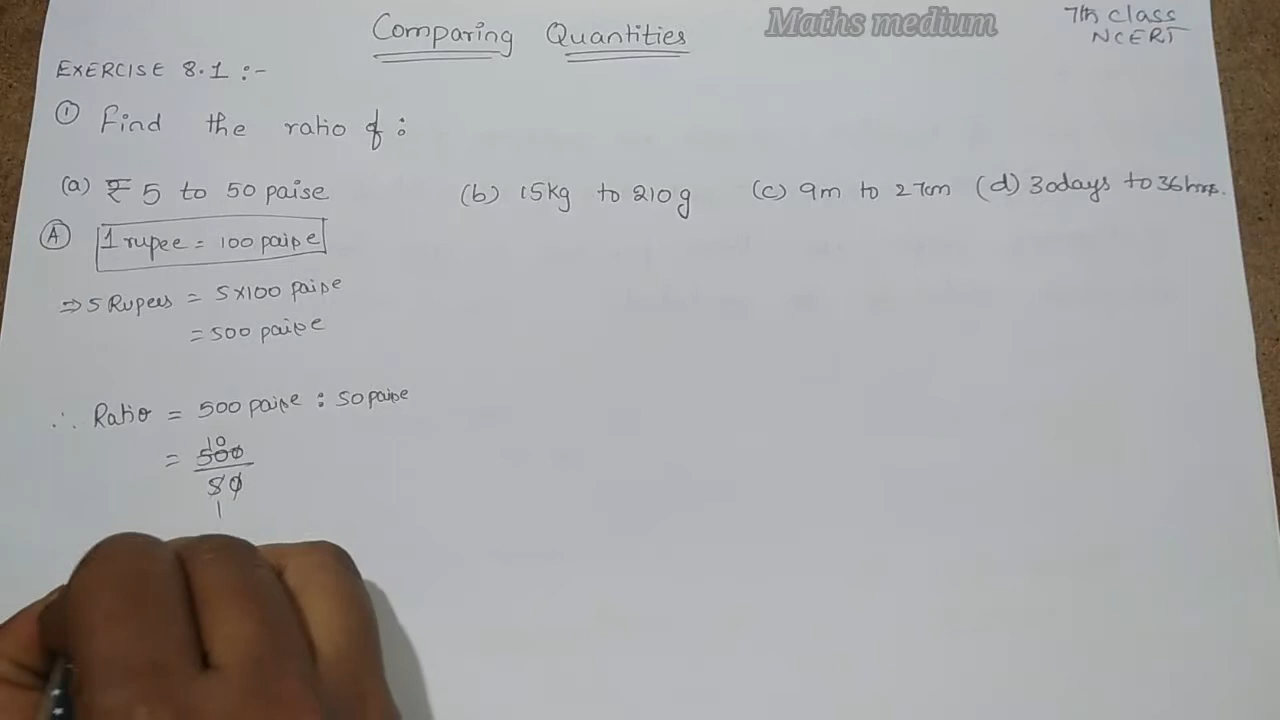 Maths medium
7th class
NCERT
Comparing Quantities
EXERCISE 8.1 :-
① Find the ratio of :
(a) ₹ 5 to 50 paise (b) 15kg to 210g (c) 9m to 27cm (d) 30days to 36hrs.
Ⓐ 1 rupee = 100 paise
⇒ 5 Rupees = 5×100 paise
= 500 paise
∴ Ratio = 500 paise : 50 paise
10
= 500
50
1